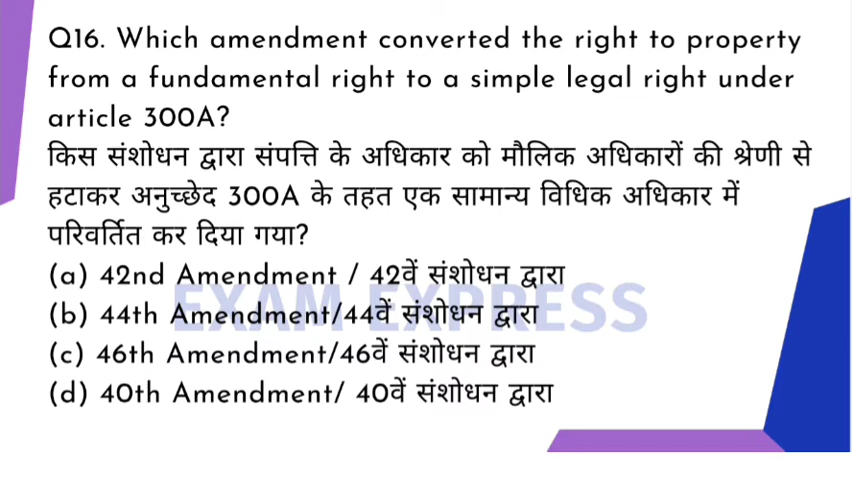 Q16. Which amendment converted the right to property
from a fundamental right to a simple legal right under
article 300A?
किस संशोधन द्वारा संपत्ति के अधिकार को मौलिक अधिकारों की श्रेणी से
हटाकर अनुच्छेद 300A के तहत एक सामान्य विधिक अधिकार में
परिवर्तित कर दिया गया?
(a) 42nd Amendment / 42वें संशोधन द्वारा
(b) 44th Amendment/44वें संशोधन द्वारा
EXAM EXPRESS
(c) 46th Amendment/46वें संशोधन द्वारा
(d) 40th Amendment/ 40वें संशोधन द्वारा